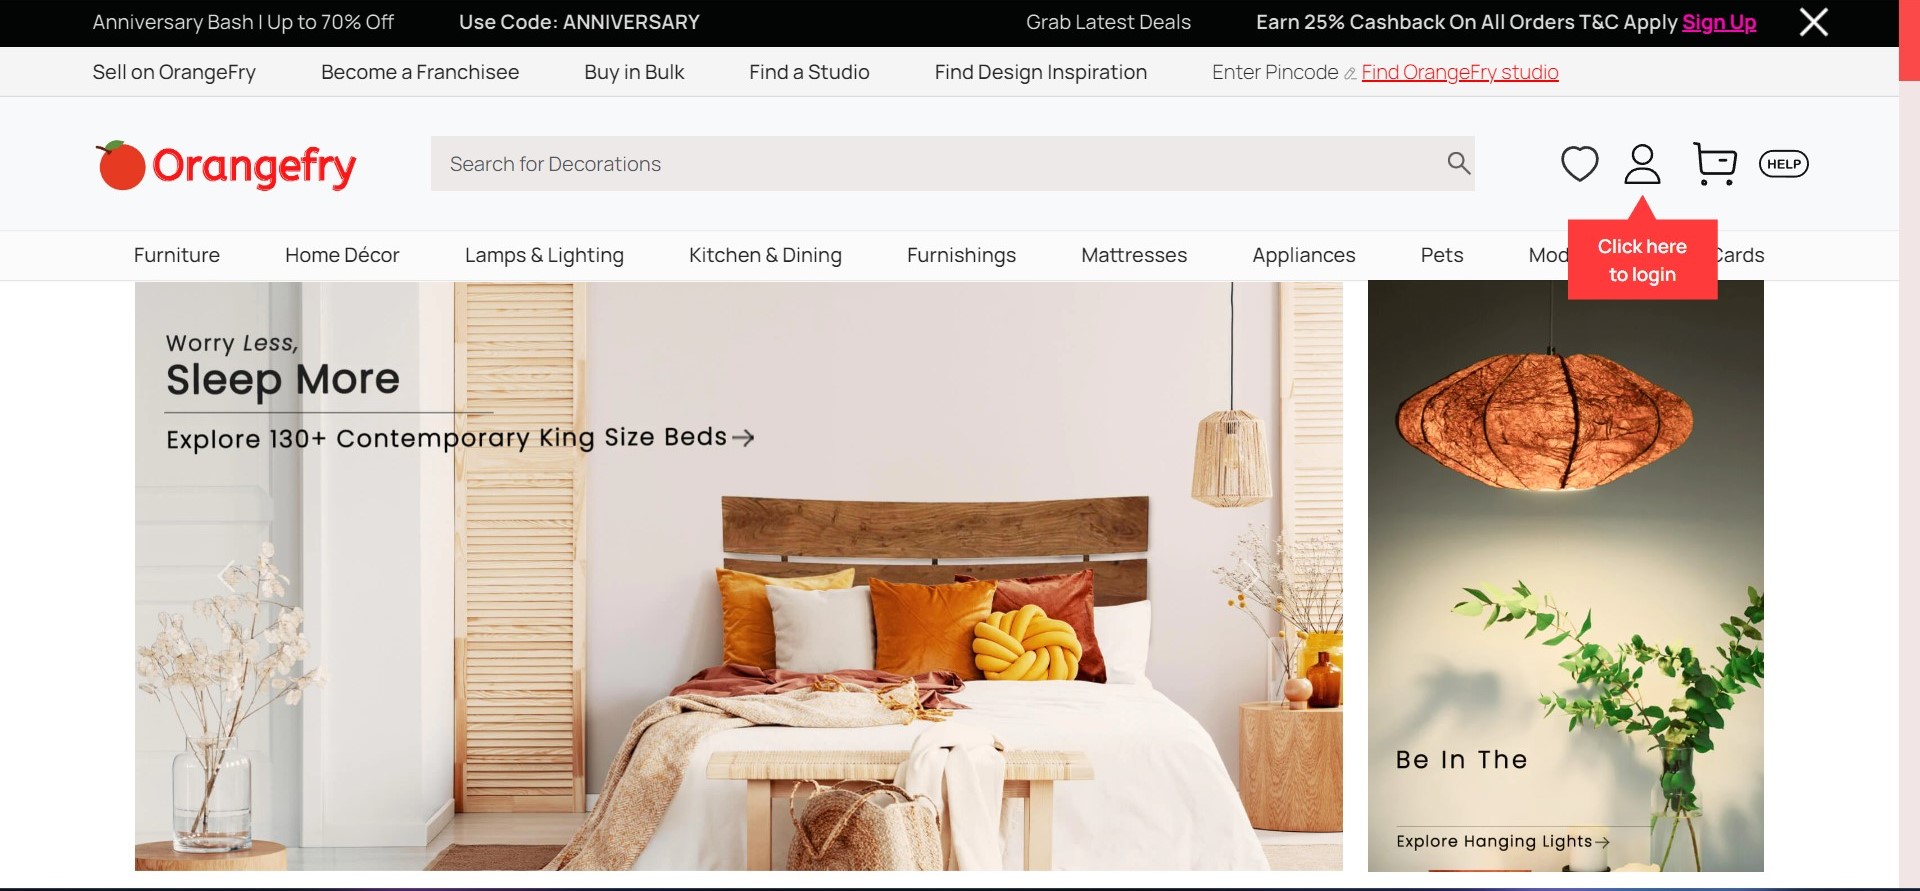 Anniversary Bash | Up to 70% Off Use Code: ANNIVERSARY Grab Latest Deals Earn 25% Cashback On All Orders T&C Apply Sign Up
Sell on OrangeFry Become a Franchisee Buy in Bulk Find a Studio Find Design Inspiration Enter Pincode Find OrangeFry studio
Orangefry Search for Decorations HELP
Click here
to login
Furniture Home Décor Lamps & Lighting Kitchen & Dining Furnishings Mattresses Appliances Pets Mod Cards
Worry Less,
Sleep More
Explore 130+ Contemporary King Size Beds→
Be In The
Explore Hanging Lights→